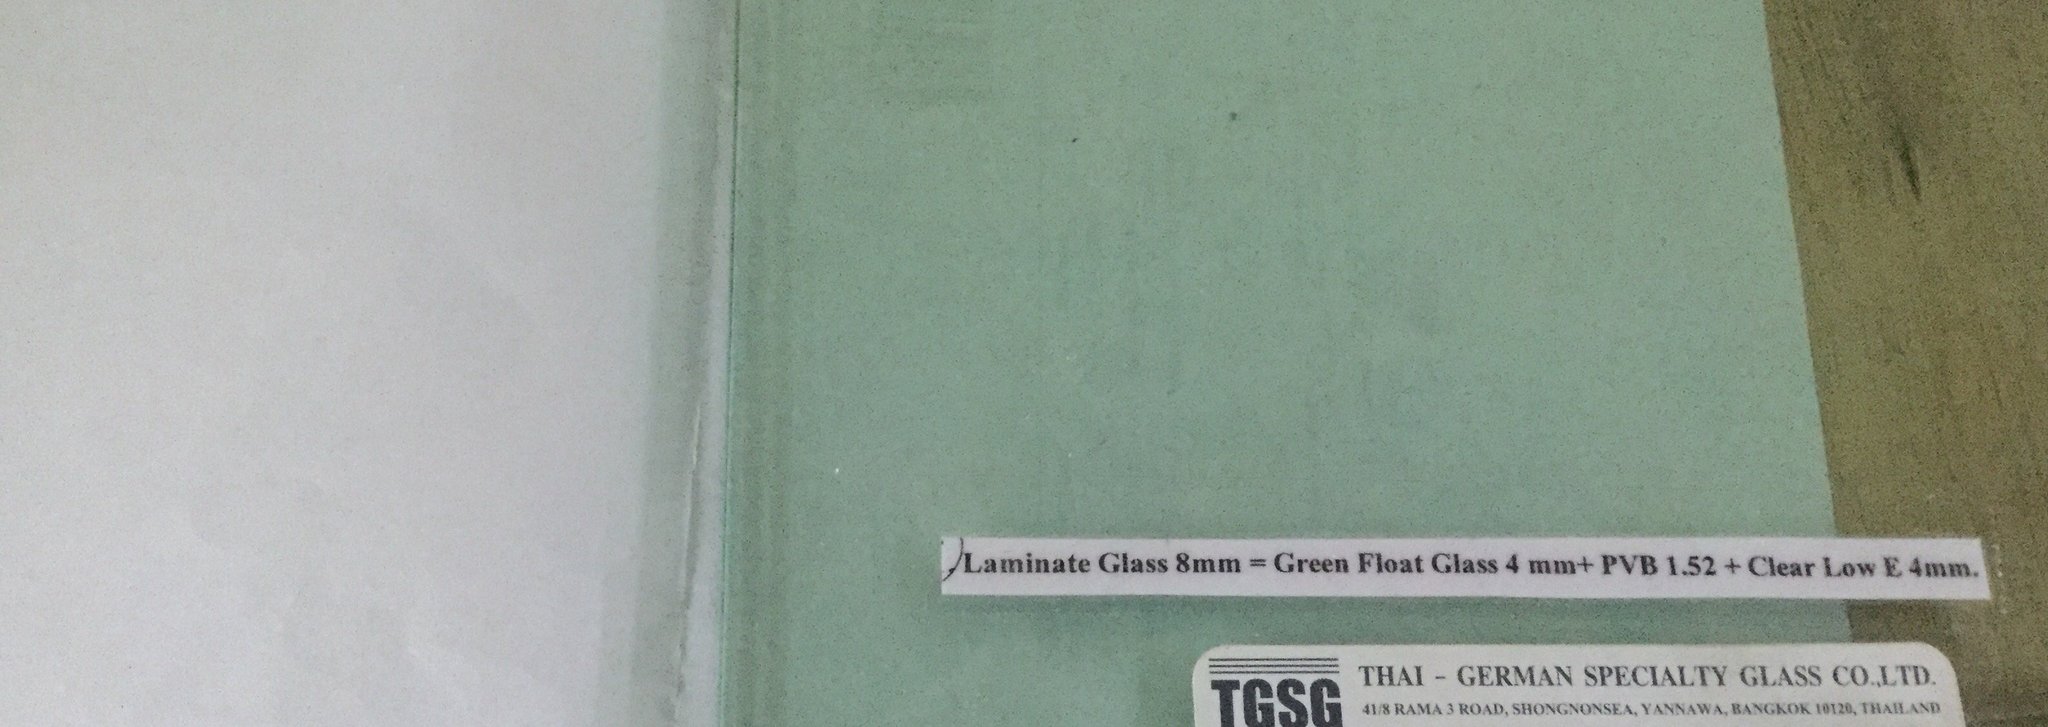 Laminate Glass 8mm = Green Float Glass 4 mm+ PVB 1.52 + Clear Low E 4mm.
TGSG
THAI - GERMAN SPECIALTY GLASS CO.,LTD.
41/8 RAMA 3 ROAD, SHONGNONSEA, YANNAWA, BANGKOK 10120, THAILAND